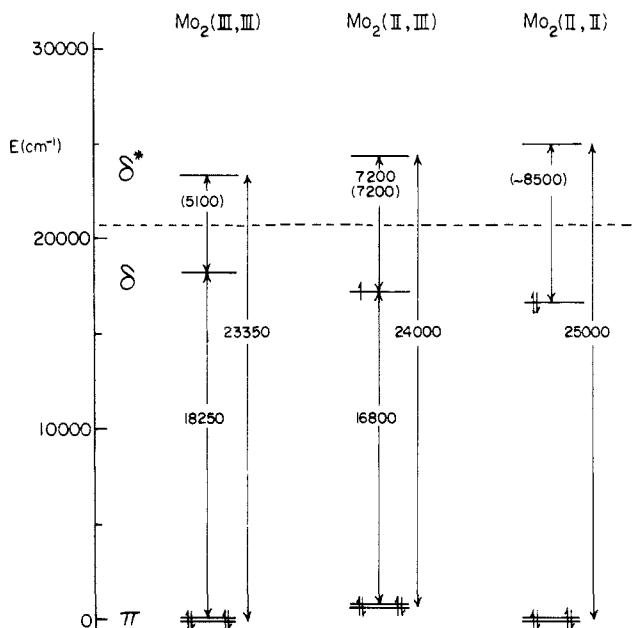 Mo₂(III,III) Mo₂(II,III) Mo₂(II,II)
30000
E(cm⁻¹)
δ*
7200
(5100) (7200) (~8500)
20000
δ
23350 24000 25000
18250 16800
10000
0 π